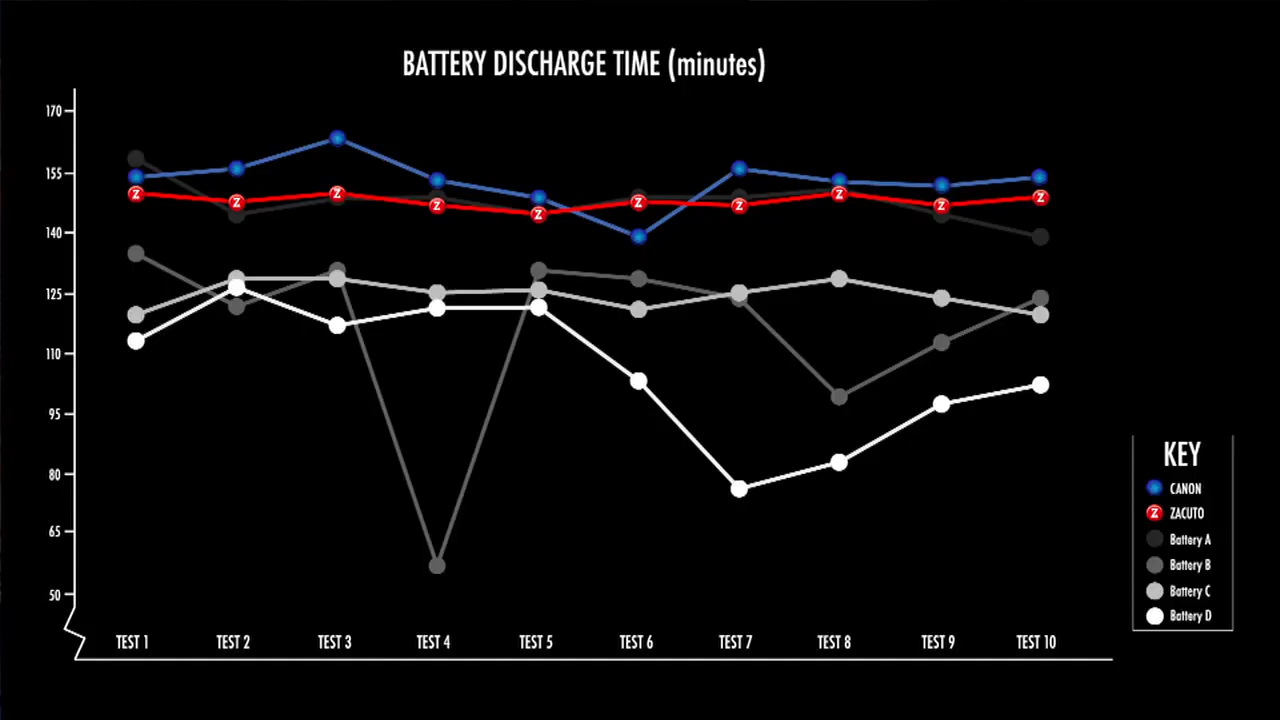 BATTERY DISCHARGE TIME (minutes)
170
155
140
125
110
95
80
65
50
Z Z Z Z Z Z Z Z Z Z
TEST 1 TEST 2 TEST 3 TEST 4 TEST 5 TEST 6 TEST 7 TEST 8 TEST 9 TEST 10
KEY
CANON
Z ZACUTO
Battery A
Battery B
Battery C
Battery D